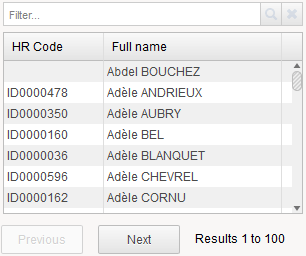 Filter...
HR Code Full name
Abdel BOUCHEZ
ID0000478 Adèle ANDRIEUX
ID0000350 Adèle AUBRY
ID0000160 Adèle BEL
ID0000036 Adèle BLANQUET
ID0000596 Adèle CHEVREL
ID0000162 Adèle CORNU
Previous Next Results 1 to 100